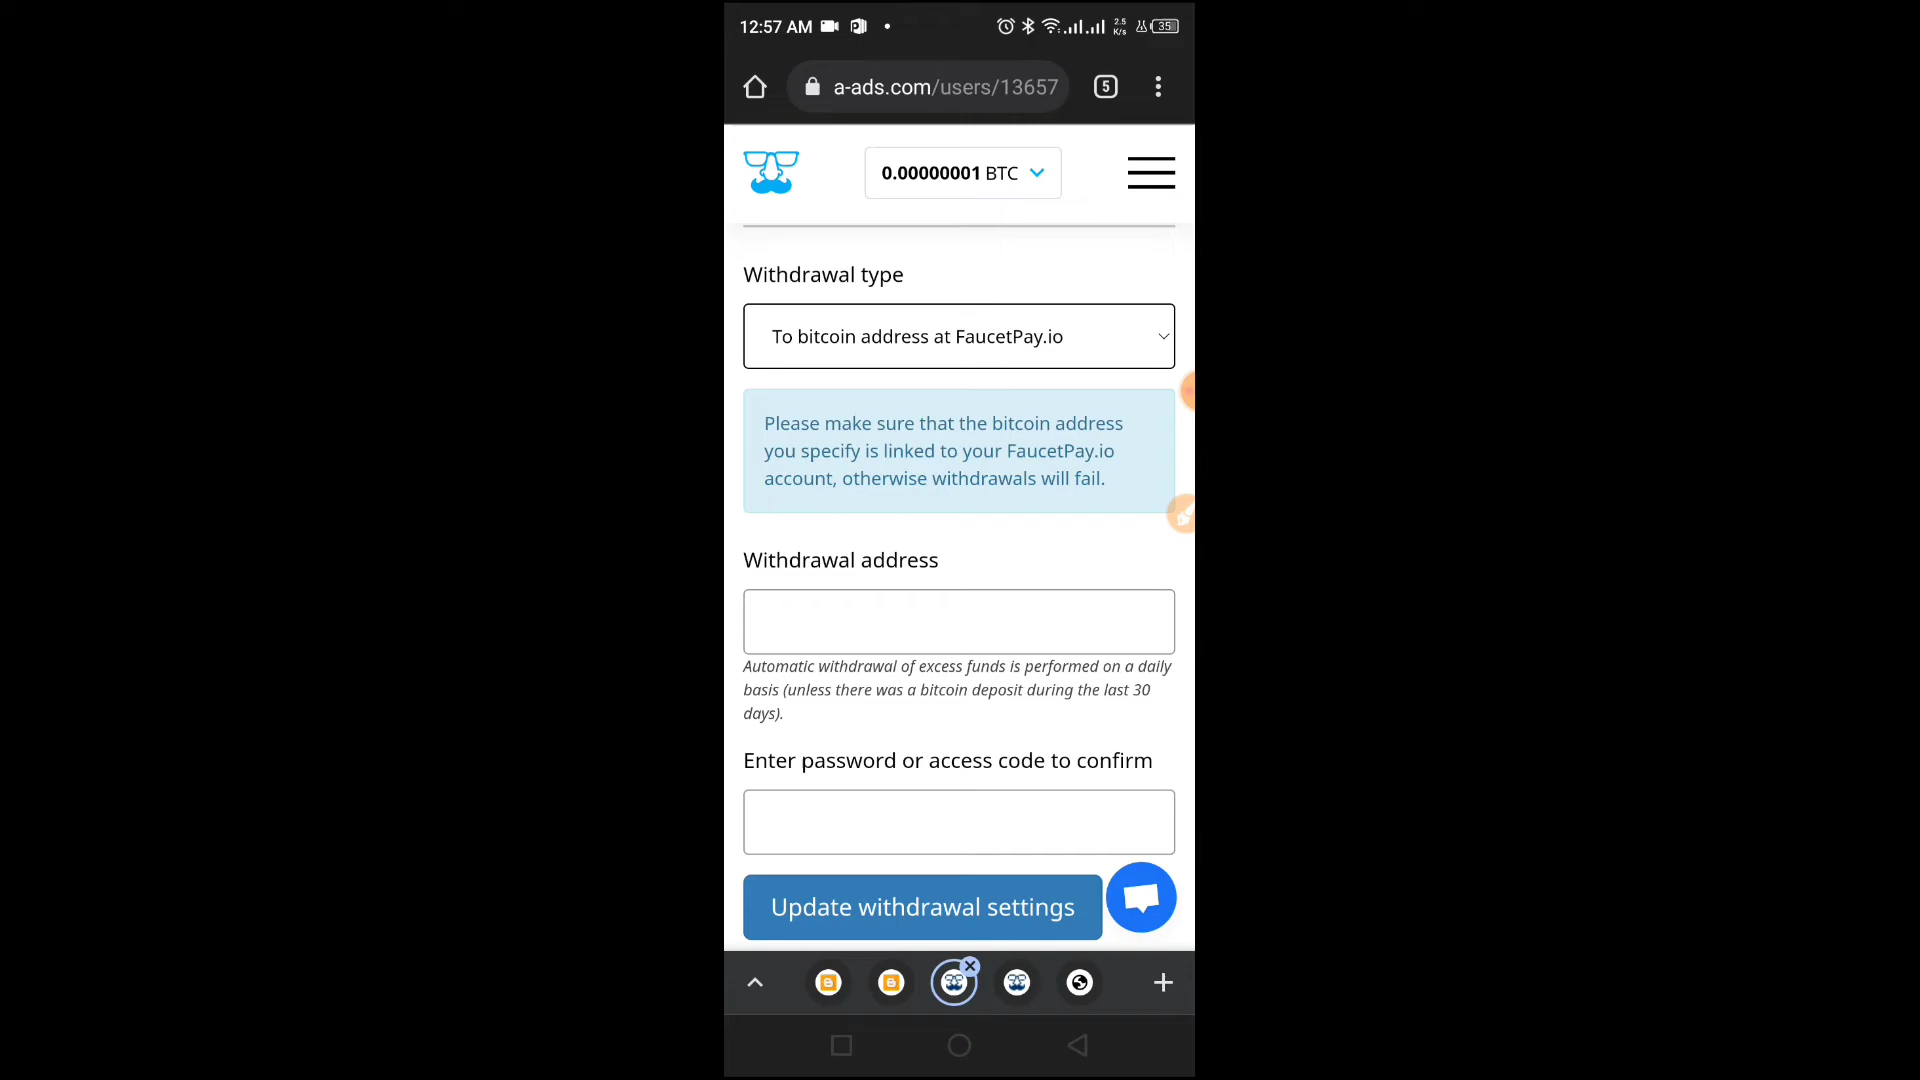 12:57 AM
2.5
K/s
35
a-ads.com/users/13657
5
0.00000001 BTC
Withdrawal type
To bitcoin address at FaucetPay.io
Please make sure that the bitcoin address
you specify is linked to your FaucetPay.io
account, otherwise withdrawals will fail.
Withdrawal address
Automatic withdrawal of excess funds is performed on a daily
basis (unless there was a bitcoin deposit during the last 30
days).
Enter password or access code to confirm
Update withdrawal settings